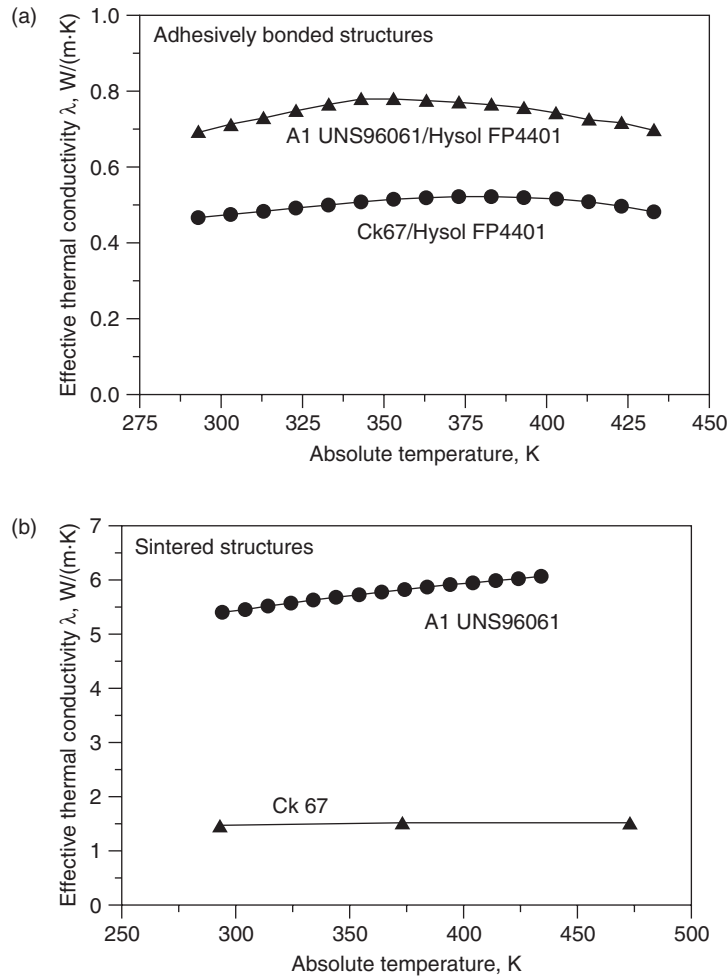 (a)
Effective thermal conductivity λ, W/(m·K)
1.0
0.8
0.6
0.4
0.2
0.0
Adhesively bonded structures
A1 UNS96061/Hysol FP4401
Ck67/Hysol FP4401
275 300 325 350 375 400 425 450
Absolute temperature, K
(b)
Effective thermal conductivity λ, W/(m·K)
7
6
5
4
3
2
1
0
Sintered structures
A1 UNS96061
Ck 67
250 300 350 400 450 500
Absolute temperature, K